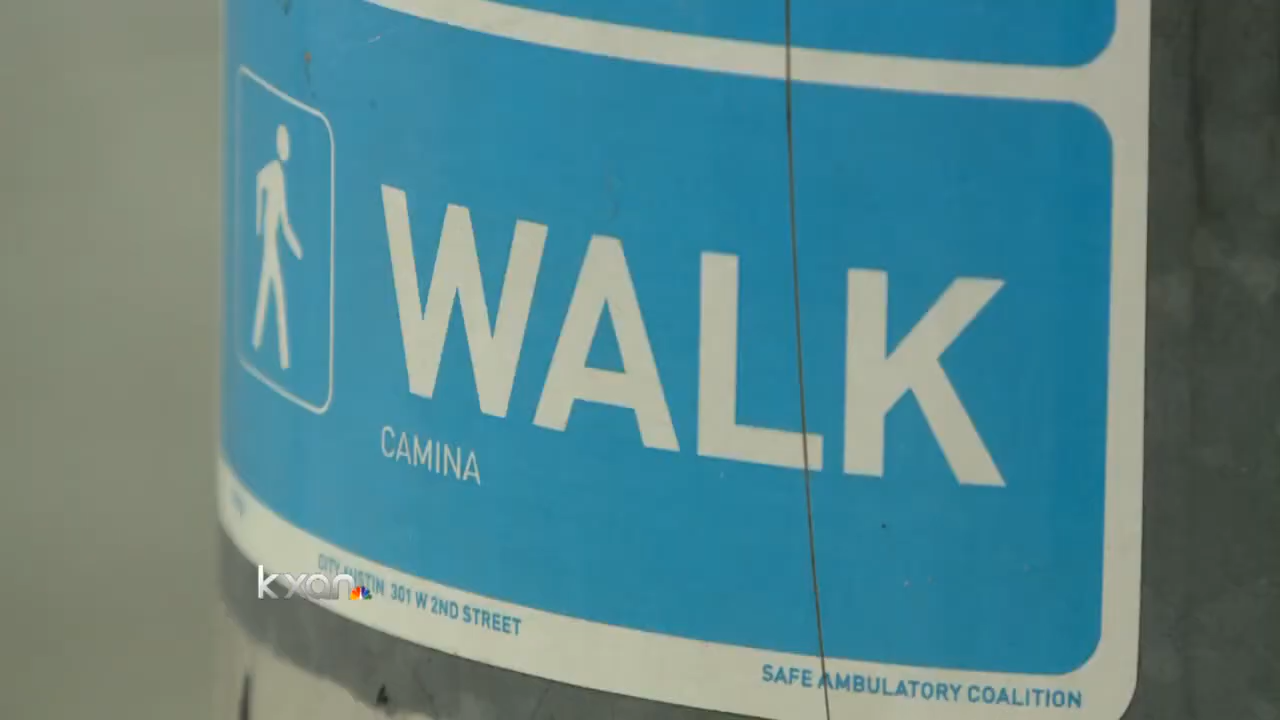 WALK
CAMINA
kxan
CITY AUSTIN 301 W 2ND STREET
SAFE AMBULATORY COALITION